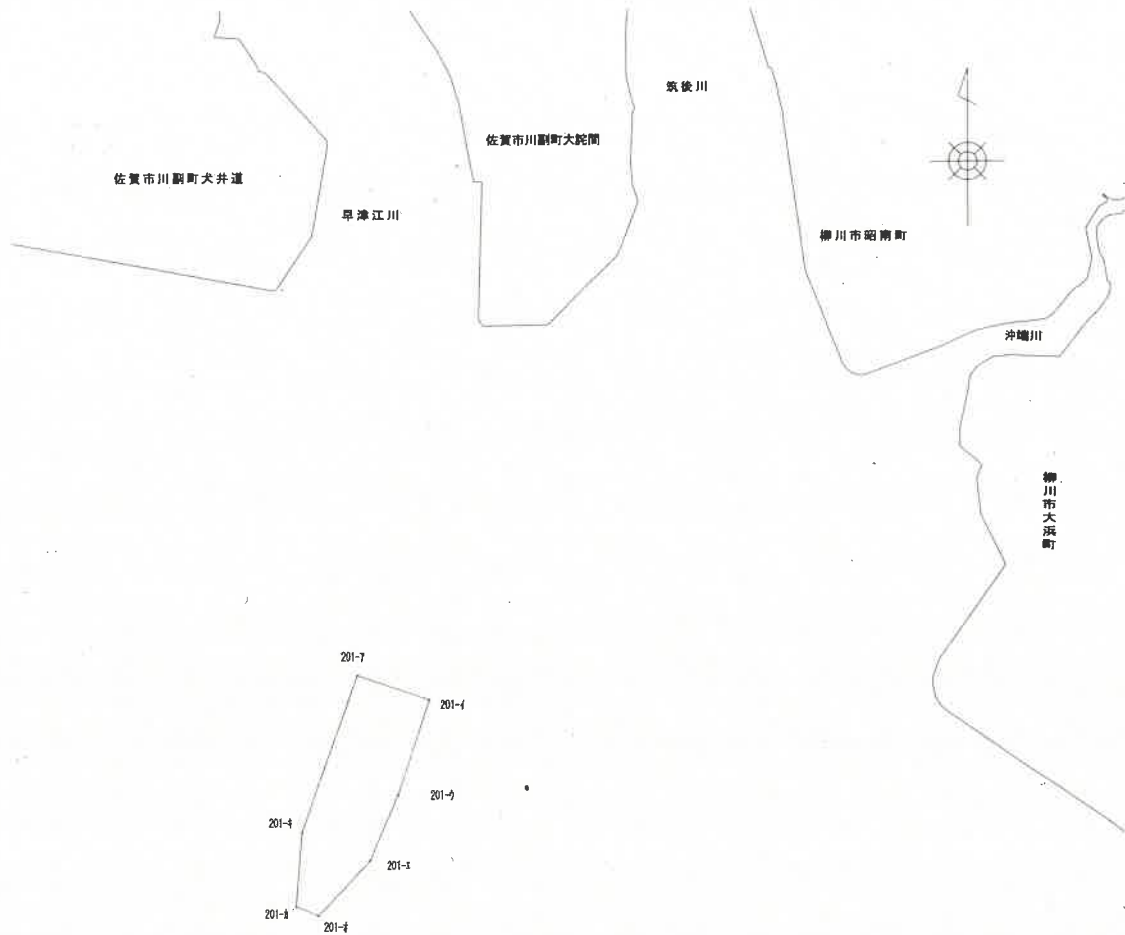 筑後川
佐賀市川副町大詫間
佐賀市川副町犬井道
早津江川
柳川市昭南町
沖端川
柳川市大浜町
201-ア
201-イ
201-ウ
201-キ
201-エ
201-カ
201-オ